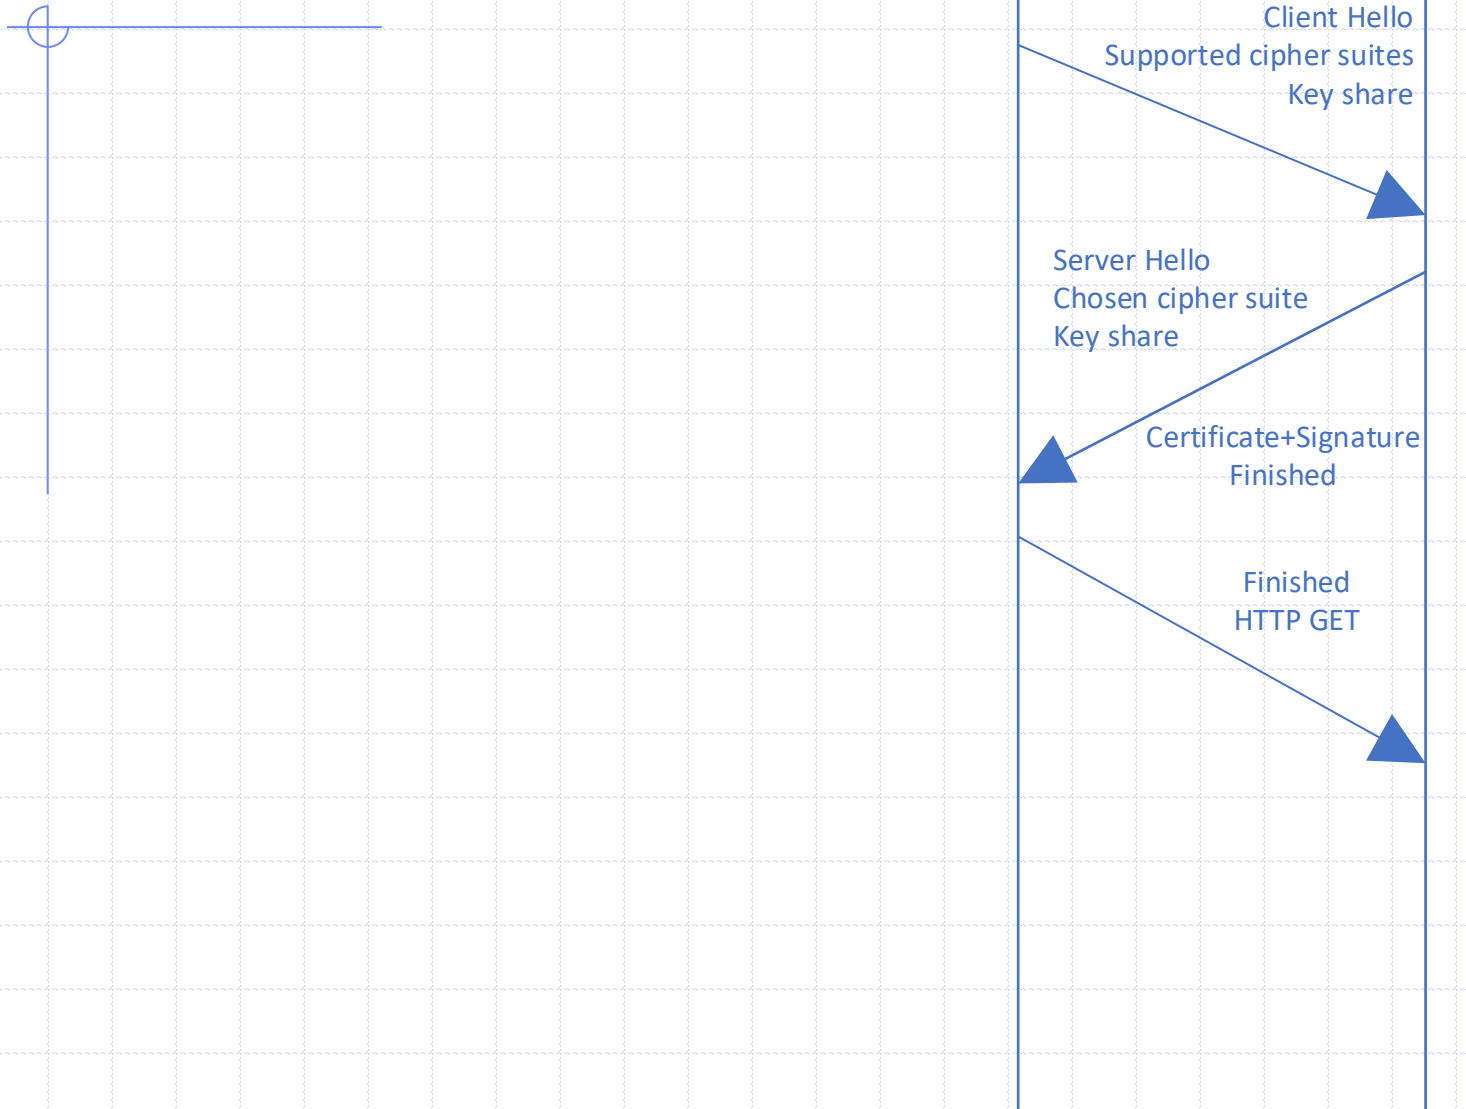 Client Hello
Supported cipher suites
Key share
Server Hello
Chosen cipher suite
Key share
Certificate+Signature
Finished
Finished
HTTP GET